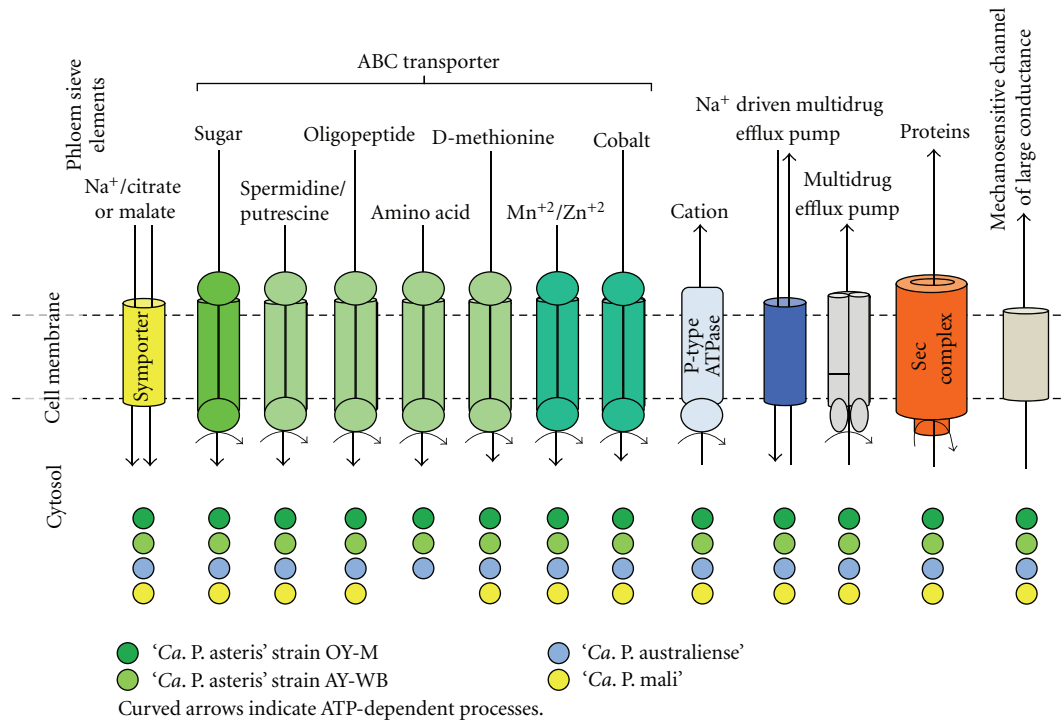 Phloem sieve
elements
ABC transporter
Na⁺/citrate
or malate
Sugar
Spermidine/
putrescine
Oligopeptide
Amino acid
D-methionine
Mn⁺²/Zn⁺²
Cobalt
Cation
Na⁺ driven multidrug
efflux pump
Multidrug
efflux pump
Proteins
Mechanosensitive channel
of large conductance
Cell membrane
Symporter
P-type
ATPase
Sec
complex
Cytosol
‘Ca. P. asteris’ strain OY-M
‘Ca. P. asteris’ strain AY-WB
‘Ca. P. australiense’
‘Ca. P. mali’
Curved arrows indicate ATP-dependent processes.